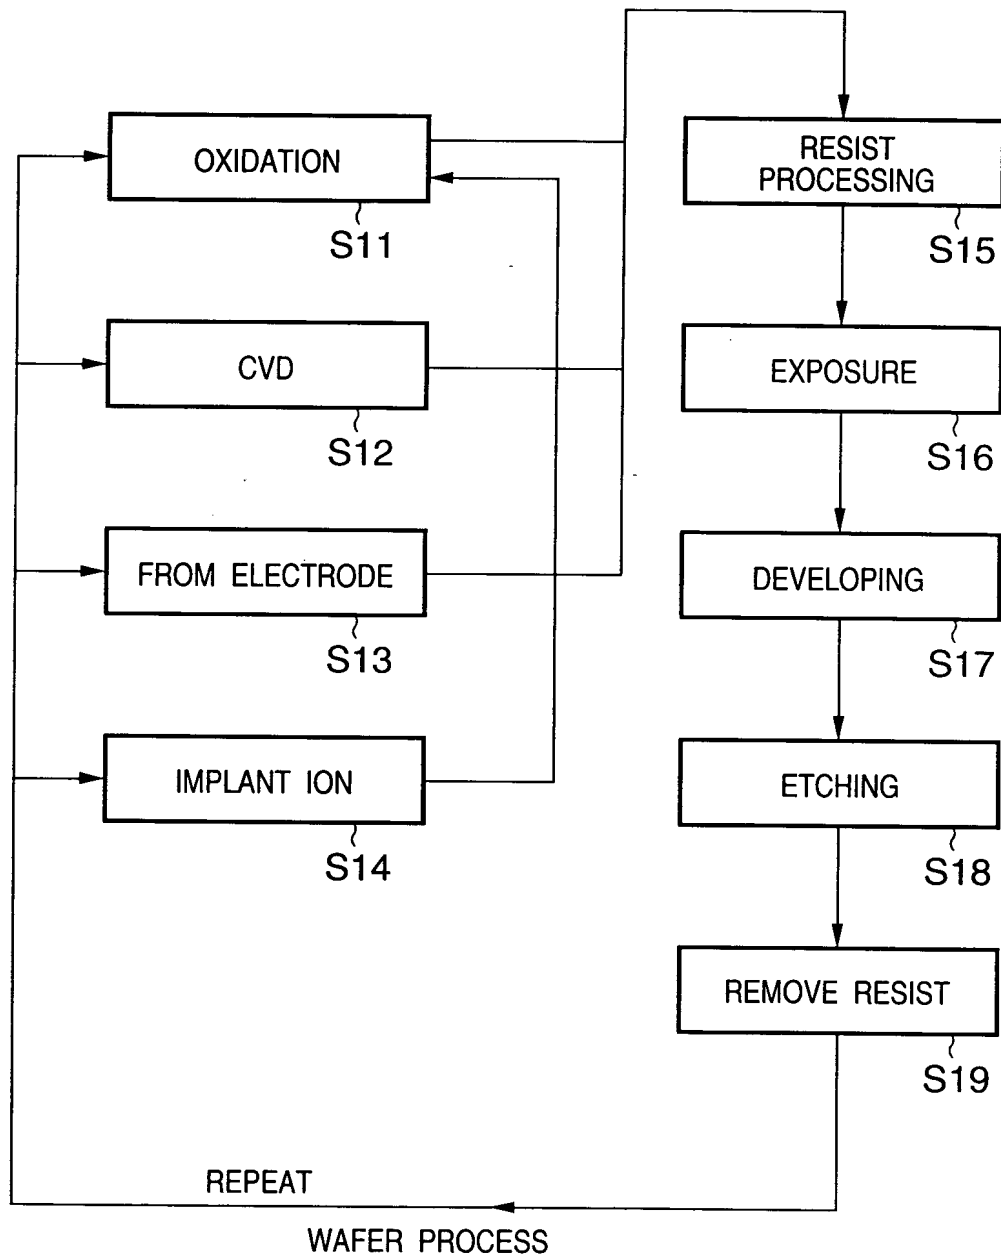 OXIDATION
S11
CVD
S12
FROM ELECTRODE
S13
IMPLANT ION
S14
RESIST
PROCESSING
S15
EXPOSURE
S16
DEVELOPING
S17
ETCHING
S18
REMOVE RESIST
S19
REPEAT
WAFER PROCESS